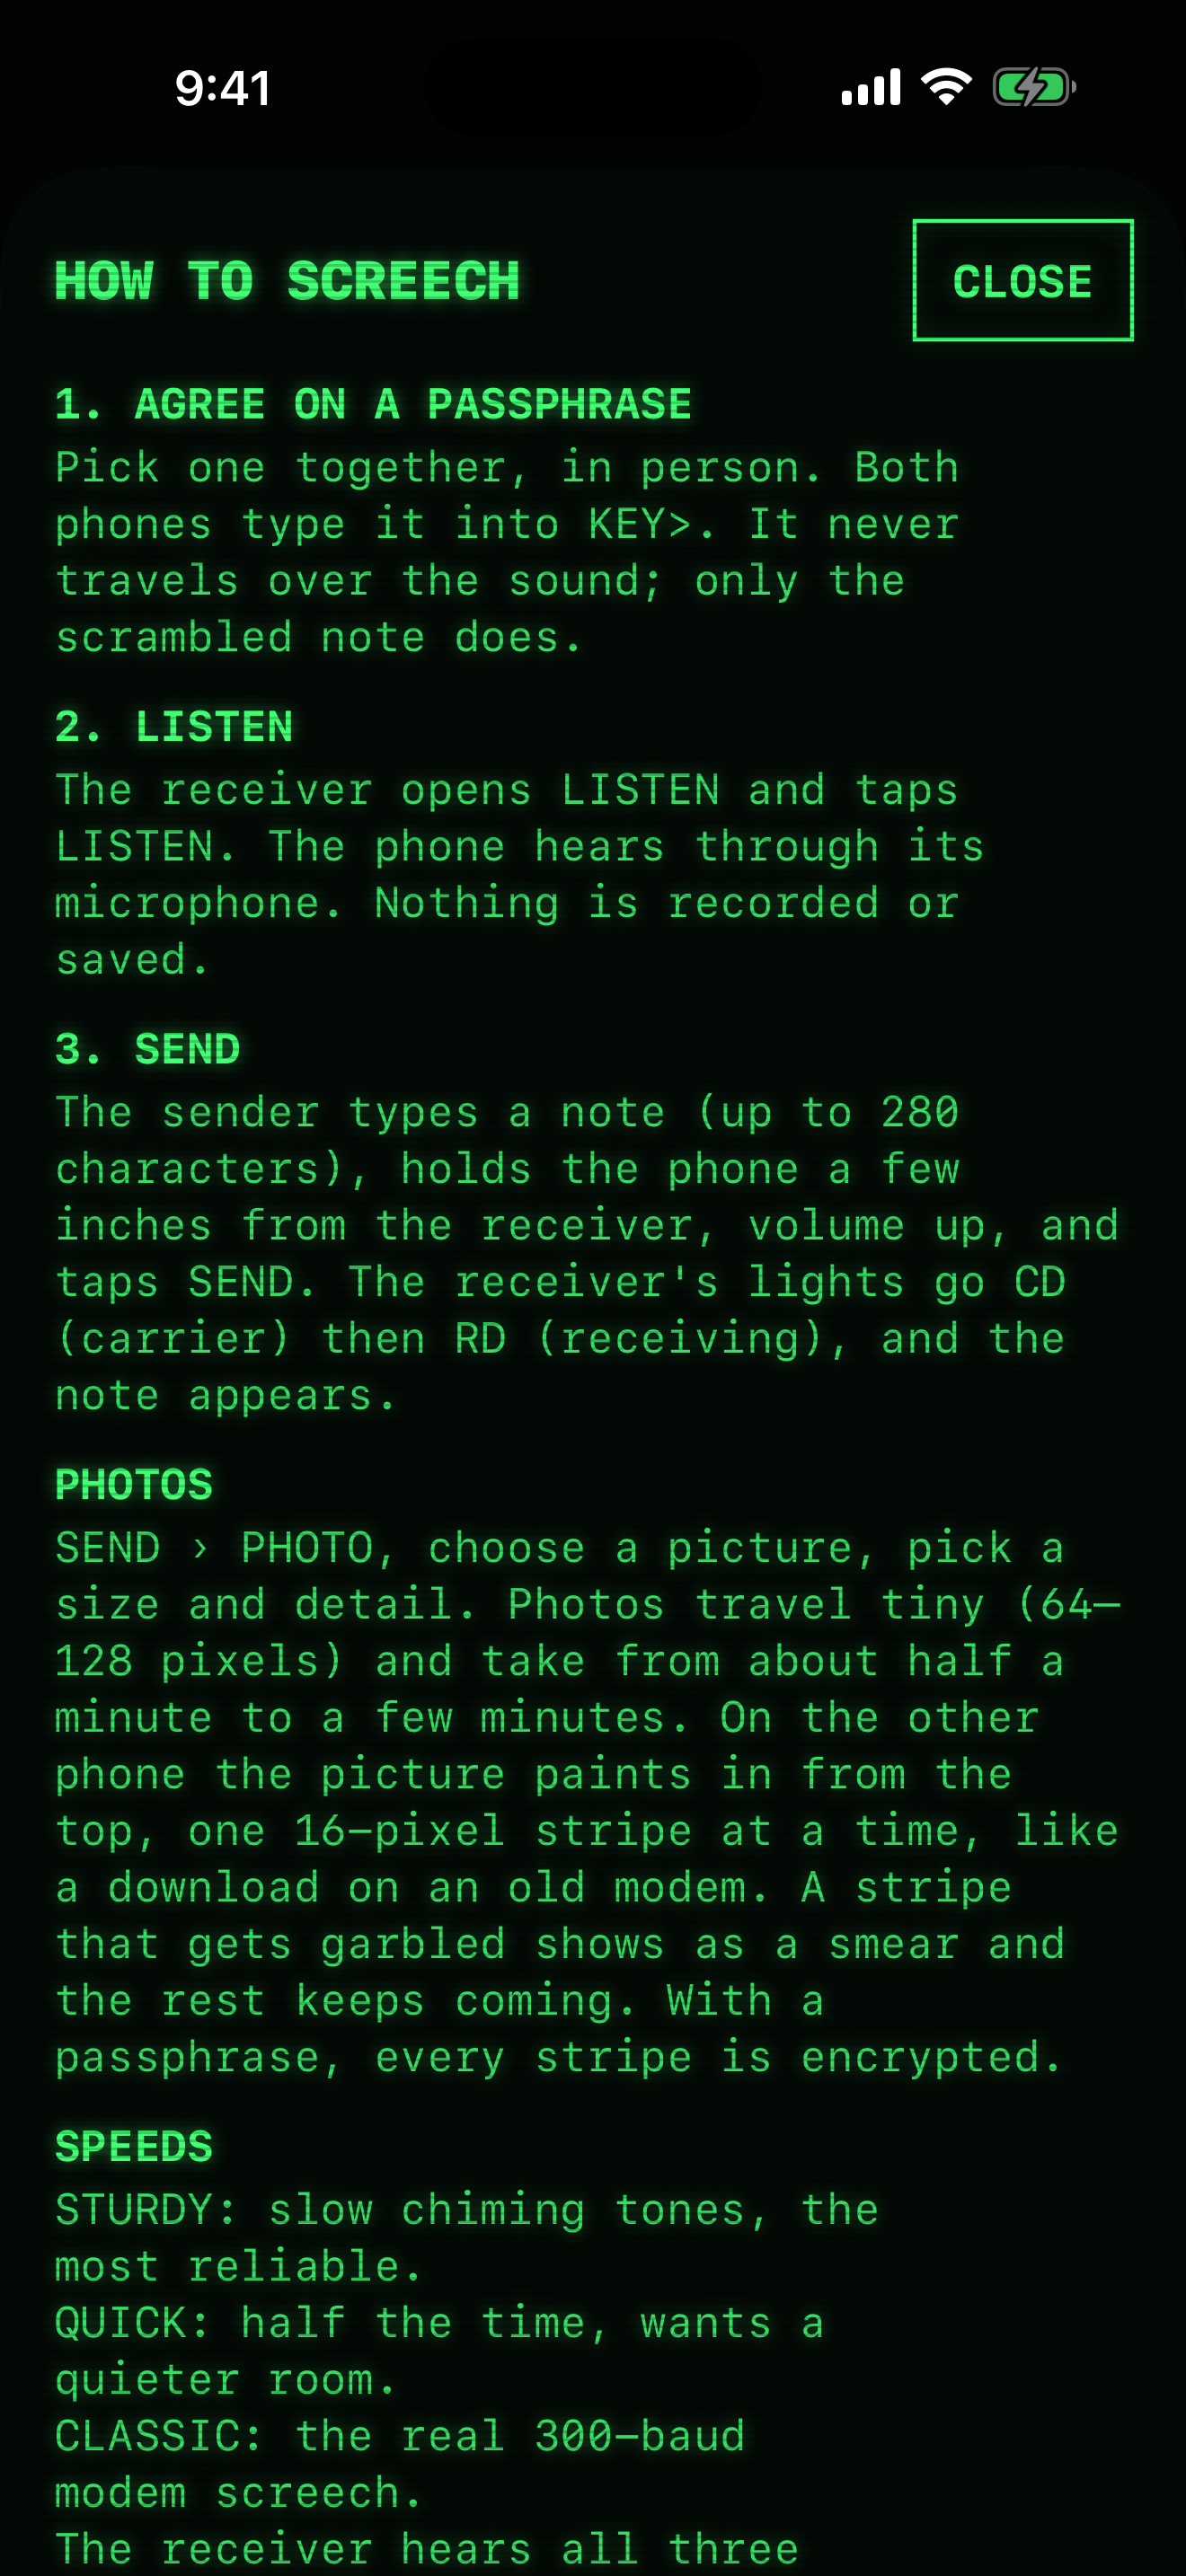 9:41
HOW TO SCREECH
CLOSE
1. AGREE ON A PASSPHRASE
Pick one together, in person. Both
phones type it into KEY>. It never
travels over the sound; only the
scrambled note does.
2. LISTEN
The receiver opens LISTEN and taps
LISTEN. The phone hears through its
microphone. Nothing is recorded or
saved.
3. SEND
The sender types a note (up to 280
characters), holds the phone a few
inches from the receiver, volume up, and
taps SEND. The receiver's lights go CD
(carrier) then RD (receiving), and the
note appears.
PHOTOS
SEND › PHOTO, choose a picture, pick a
size and detail. Photos travel tiny (64–
128 pixels) and take from about half a
minute to a few minutes. On the other
phone the picture paints in from the
top, one 16-pixel stripe at a time, like
a download on an old modem. A stripe
that gets garbled shows as a smear and
the rest keeps coming. With a
passphrase, every stripe is encrypted.
SPEEDS
STURDY: slow chiming tones, the
most reliable.
QUICK: half the time, wants a
quieter room.
CLASSIC: the real 300-baud
modem screech.
The receiver hears all three